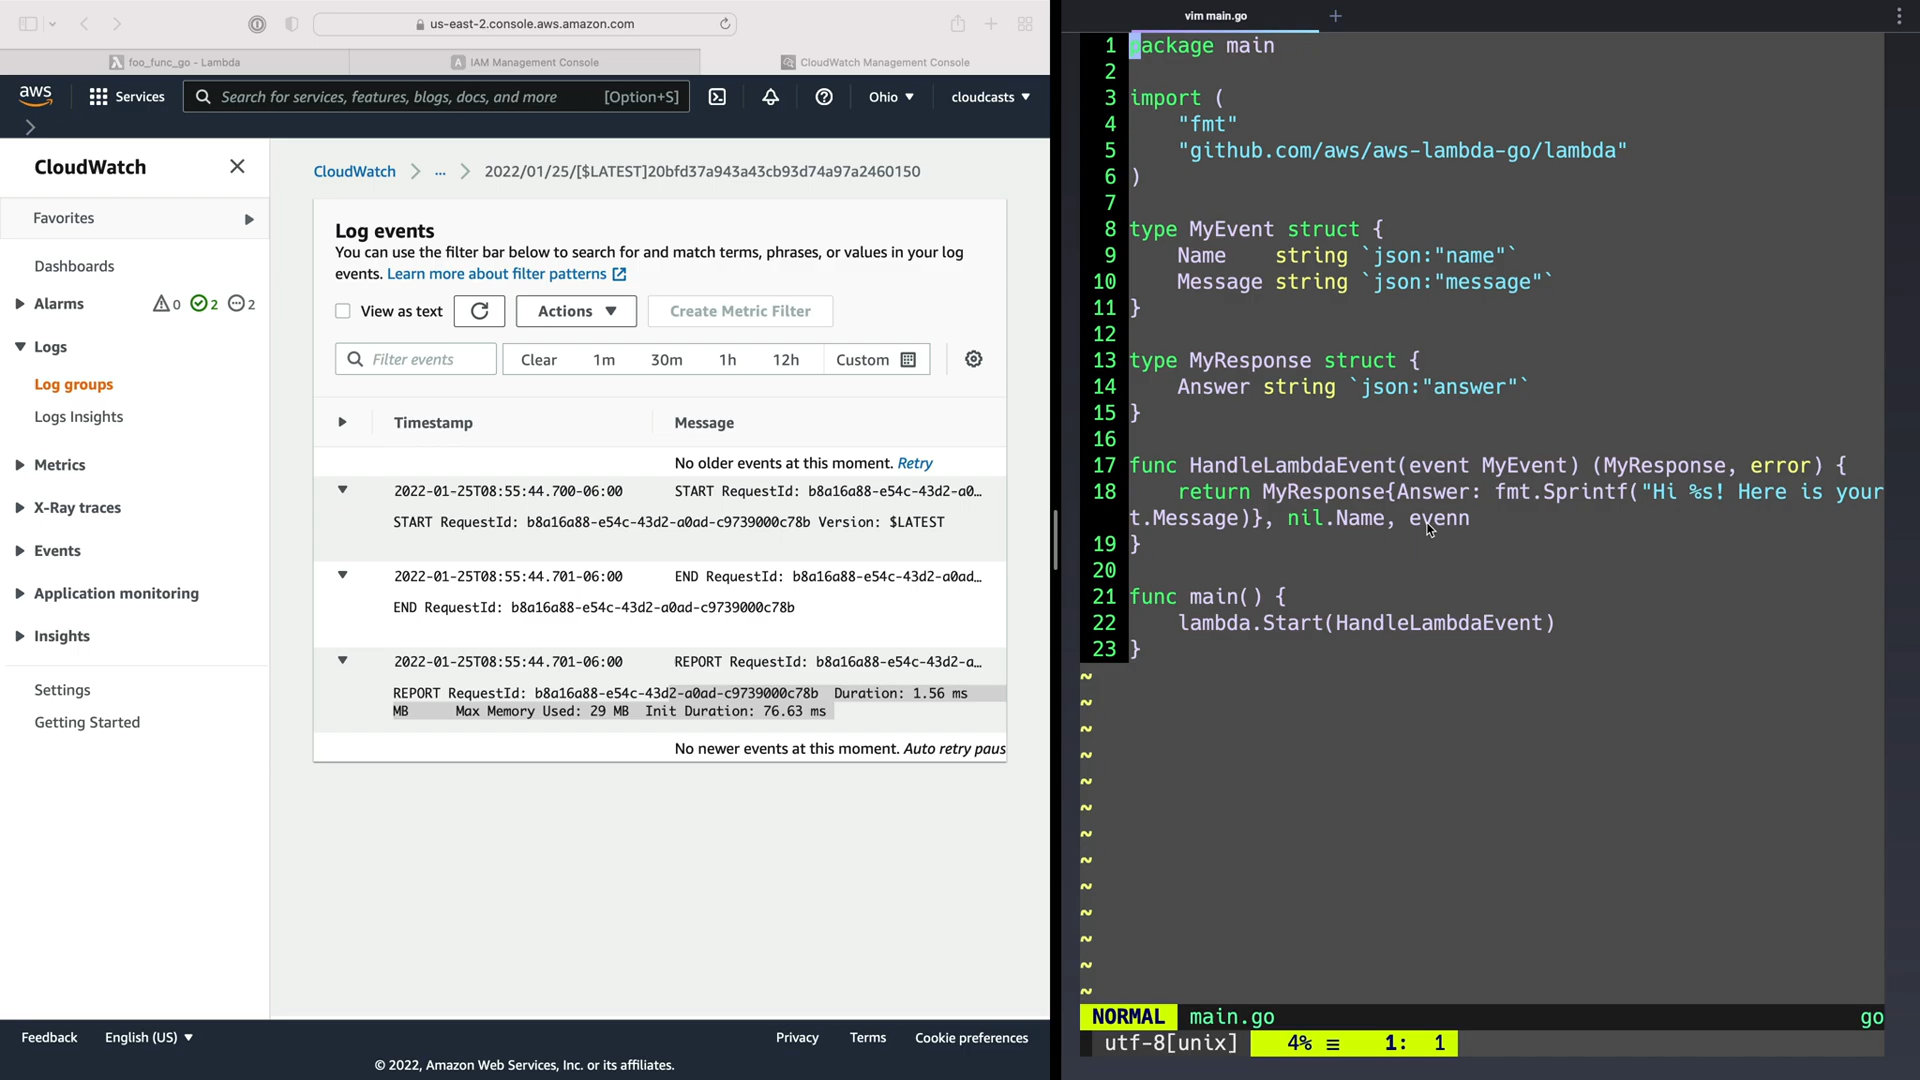 us-east-2.console.aws.amazon.com
foo_func_go - Lambda
IAM Management Console
CloudWatch Management Console
aws
Services
Search for services, features, blogs, docs, and more
[Option+S]
Ohio
cloudcasts
CloudWatch
Favorites
Dashboards
Alarms
0
2
2
Logs
Log groups
Logs Insights
Metrics
X-Ray traces
Events
Application monitoring
Insights
Settings
Getting Started
CloudWatch
...
2022/01/25/[$LATEST]20bfd37a943a43cb93d74a97a2460150
Log events
You can use the filter bar below to search for and match terms, phrases, or values in your log
events. Learn more about filter patterns
View as text
Actions
Create Metric Filter
Filter events
Clear
1m
30m
1h
12h
Custom
Timestamp
Message
No older events at this moment. Retry
2022-01-25T08:55:44.700-06:00
START RequestId: b8a16a88-e54c-43d2-a0…
START RequestId: b8a16a88-e54c-43d2-a0ad-c9739000c78b Version: $LATEST
2022-01-25T08:55:44.701-06:00
END RequestId: b8a16a88-e54c-43d2-a0ad…
END RequestId: b8a16a88-e54c-43d2-a0ad-c9739000c78b
2022-01-25T08:55:44.701-06:00
REPORT RequestId: b8a16a88-e54c-43d2-a…
REPORT RequestId: b8a16a88-e54c-43d2-a0ad-c9739000c78b Duration: 1.56 ms
MB Max Memory Used: 29 MB Init Duration: 76.63 ms
No newer events at this moment. Auto retry paus
Feedback
English (US)
Privacy
Terms
Cookie preferences
© 2022, Amazon Web Services, Inc. or its affiliates.
vim main.go
1 package main
2
3 import (
4 "fmt"
5 "github.com/aws/aws-lambda-go/lambda"
6 )
7
8 type MyEvent struct {
9 Name string `json:"name"`
10 Message string `json:"message"`
11 }
12
13 type MyResponse struct {
14 Answer string `json:"answer"`
15 }
16
17 func HandleLambdaEvent(event MyEvent) (MyResponse, error) {
18 return MyResponse{Answer: fmt.Sprintf("Hi %s! Here is your
t.Message)}, nil.Name, evenn
19 }
20
21 func main() {
22 lambda.Start(HandleLambdaEvent)
23 }
~
~
~
~
~
~
~
~
~
~
~
~
~
NORMAL main.go
go
utf-8[unix]
4% ≡ 1: 1